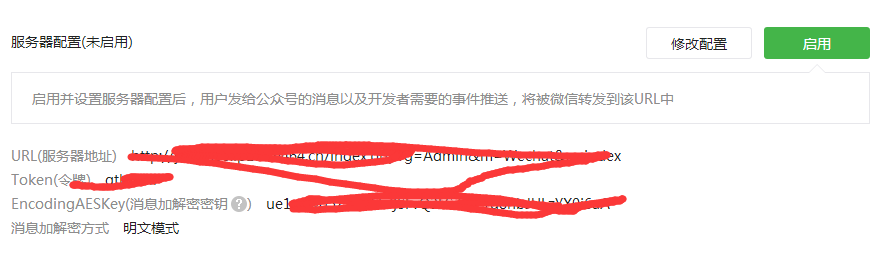 服务器配置(未启用)
修改配置
启用
启用并设置服务器配置后，用户发给公众号的消息以及开发者需要的事件推送，将被微信转发到该URL中
URL(服务器地址) http://
Token(令牌)
EncodingAESKey(消息加解密密钥 ?) ue1
消息加解密方式 明文模式